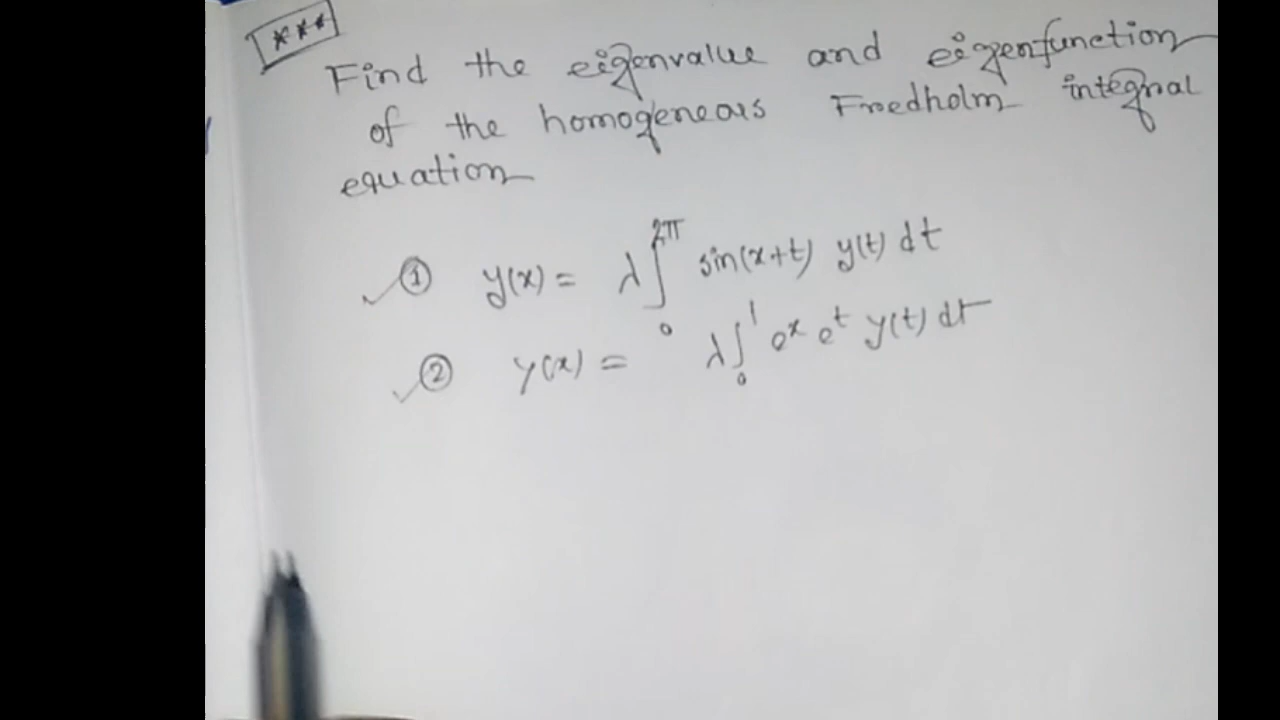 ***
Find the eigenvalue and eigenfunction
of the homogeneous Fredholm integral
equation
① y(x) = λ∫₀^2π sin(x+t) y(t) dt
② y(x) = λ∫₀^1 e^x e^t y(t) dt